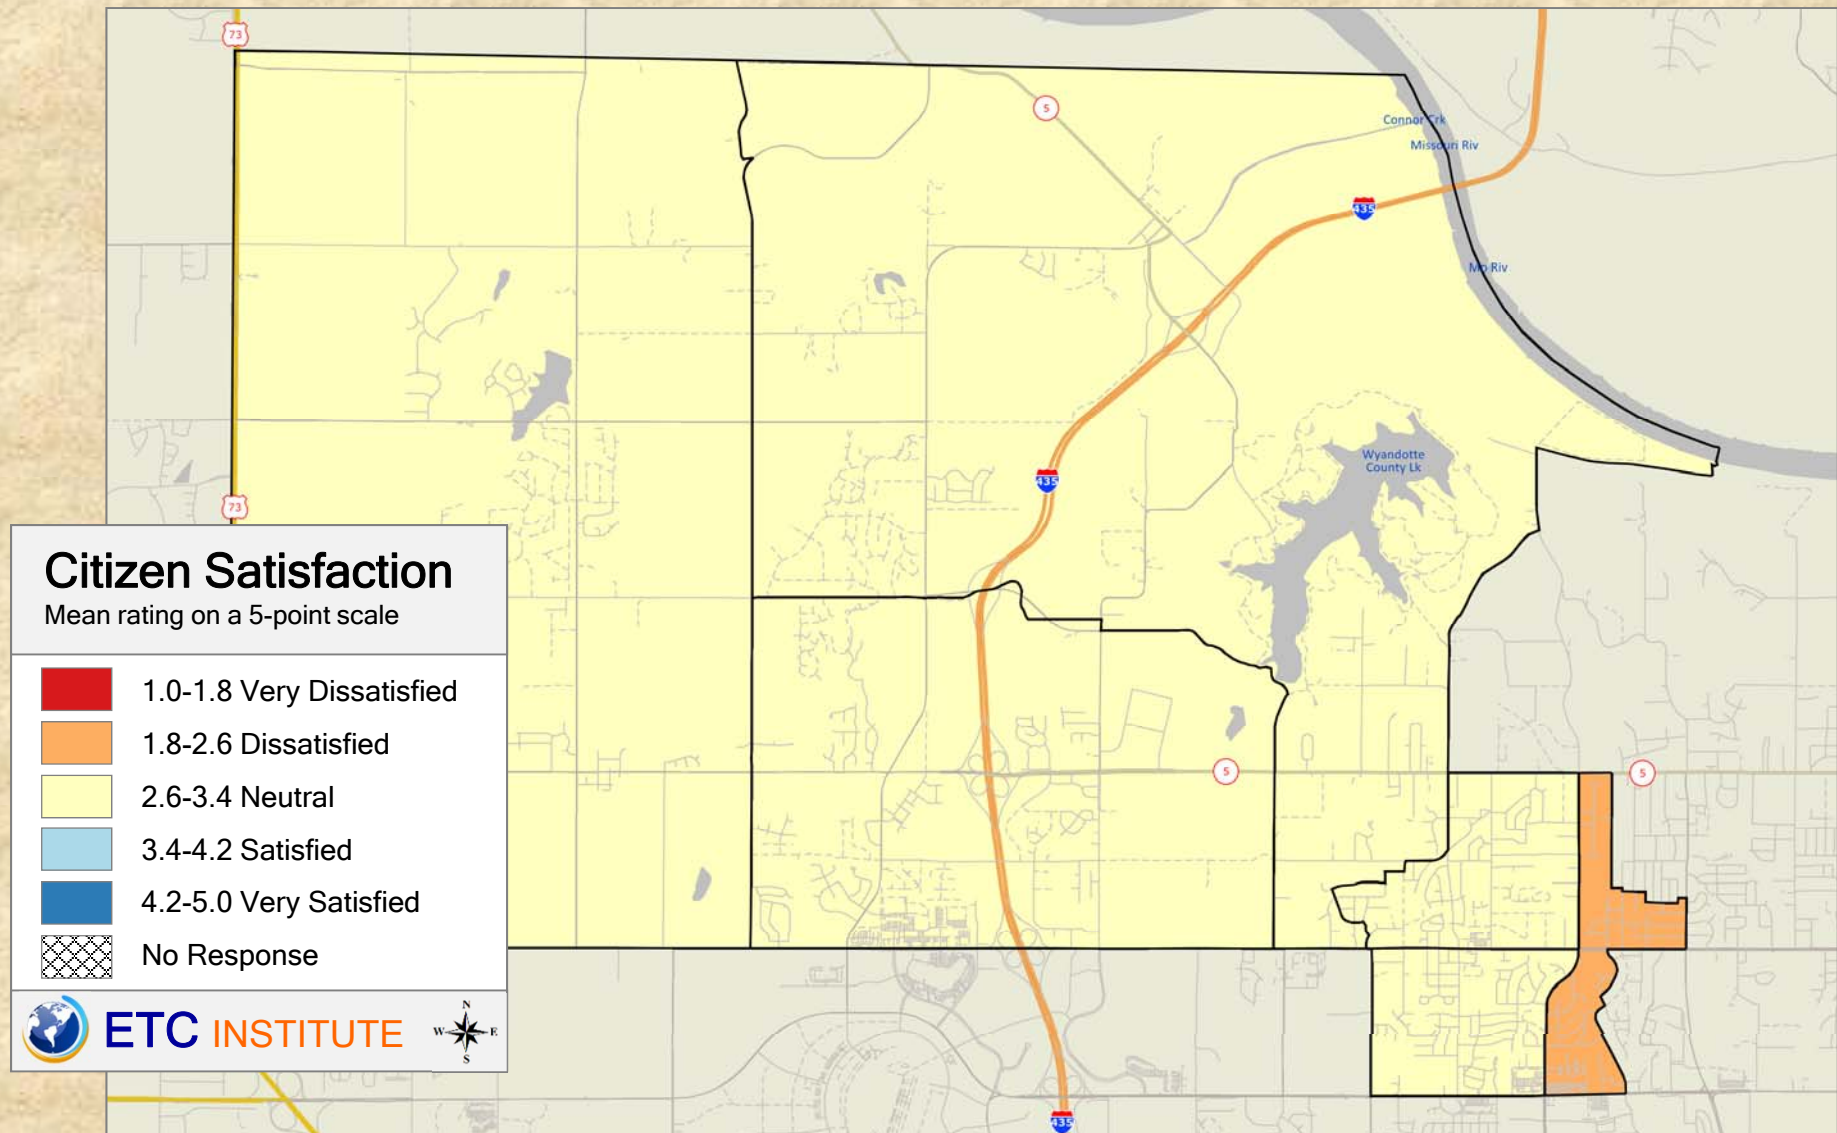 73
5
Connor Crk
Missouri Riv
435
Mo Riv
Wyandotte
County Lk
435
73
Citizen Satisfaction
Mean rating on a 5-point scale
1.0-1.8 Very Dissatisfied
1.8-2.6 Dissatisfied
2.6-3.4 Neutral
3.4-4.2 Satisfied
4.2-5.0 Very Satisfied
No Response
ETC INSTITUTE
N
W E
S
5
5
435